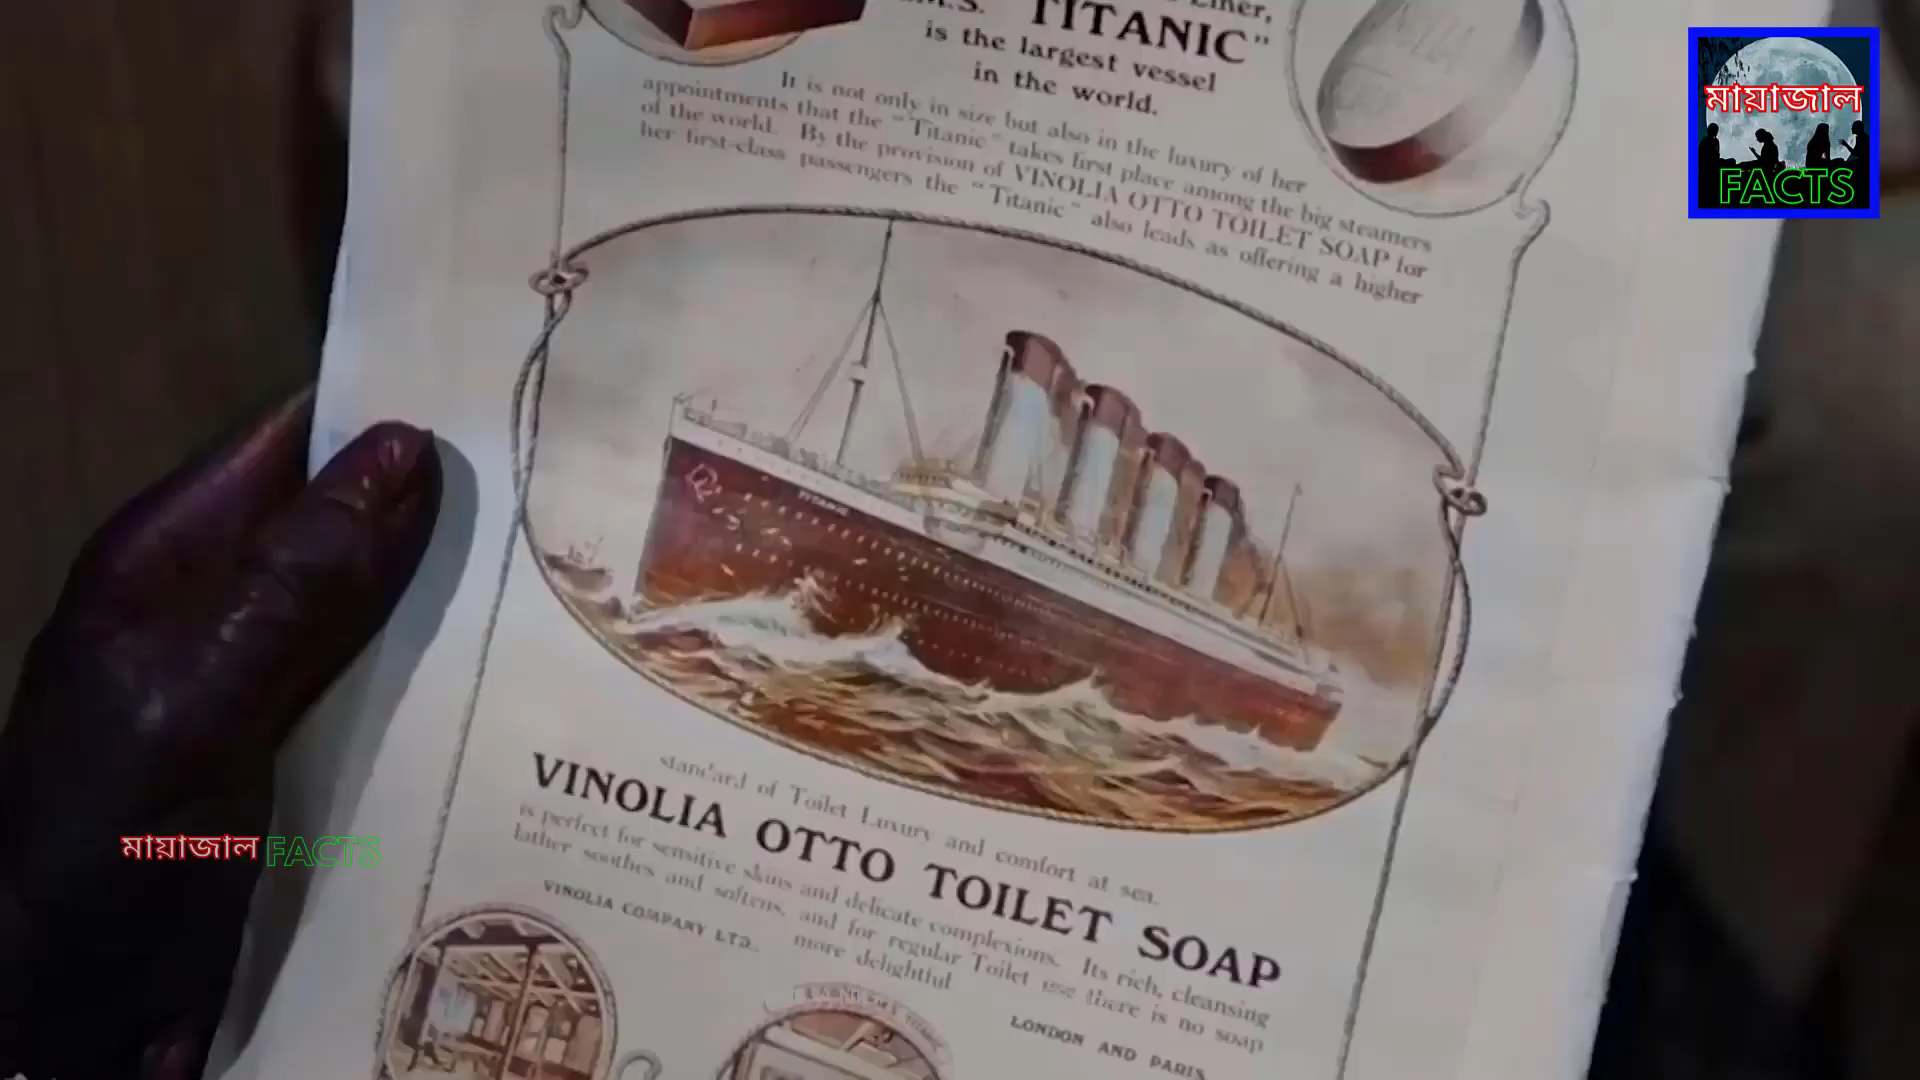 Liner,
"TITANIC"
is the largest vessel
in the world.
It is not only in size but also in the luxury of her
appointments that the "Titanic" takes first place among the big steamers
of the world. By the provision of VINOLIA OTTO TOILET SOAP for
her first-class passengers the "Titanic" also leads as offering a higher
TITANIC
standard of Toilet Luxury and comfort at sea.
VINOLIA OTTO TOILET SOAP
is perfect for sensitive skins and delicate complexions. Its rich, cleansing
lather soothes and softens, and for regular Toilet use there is no soap
more delightful
VINOLIA COMPANY LTD.
LONDON AND PARIS
মায়াজাল
FACTS
মায়াজাল FACTS